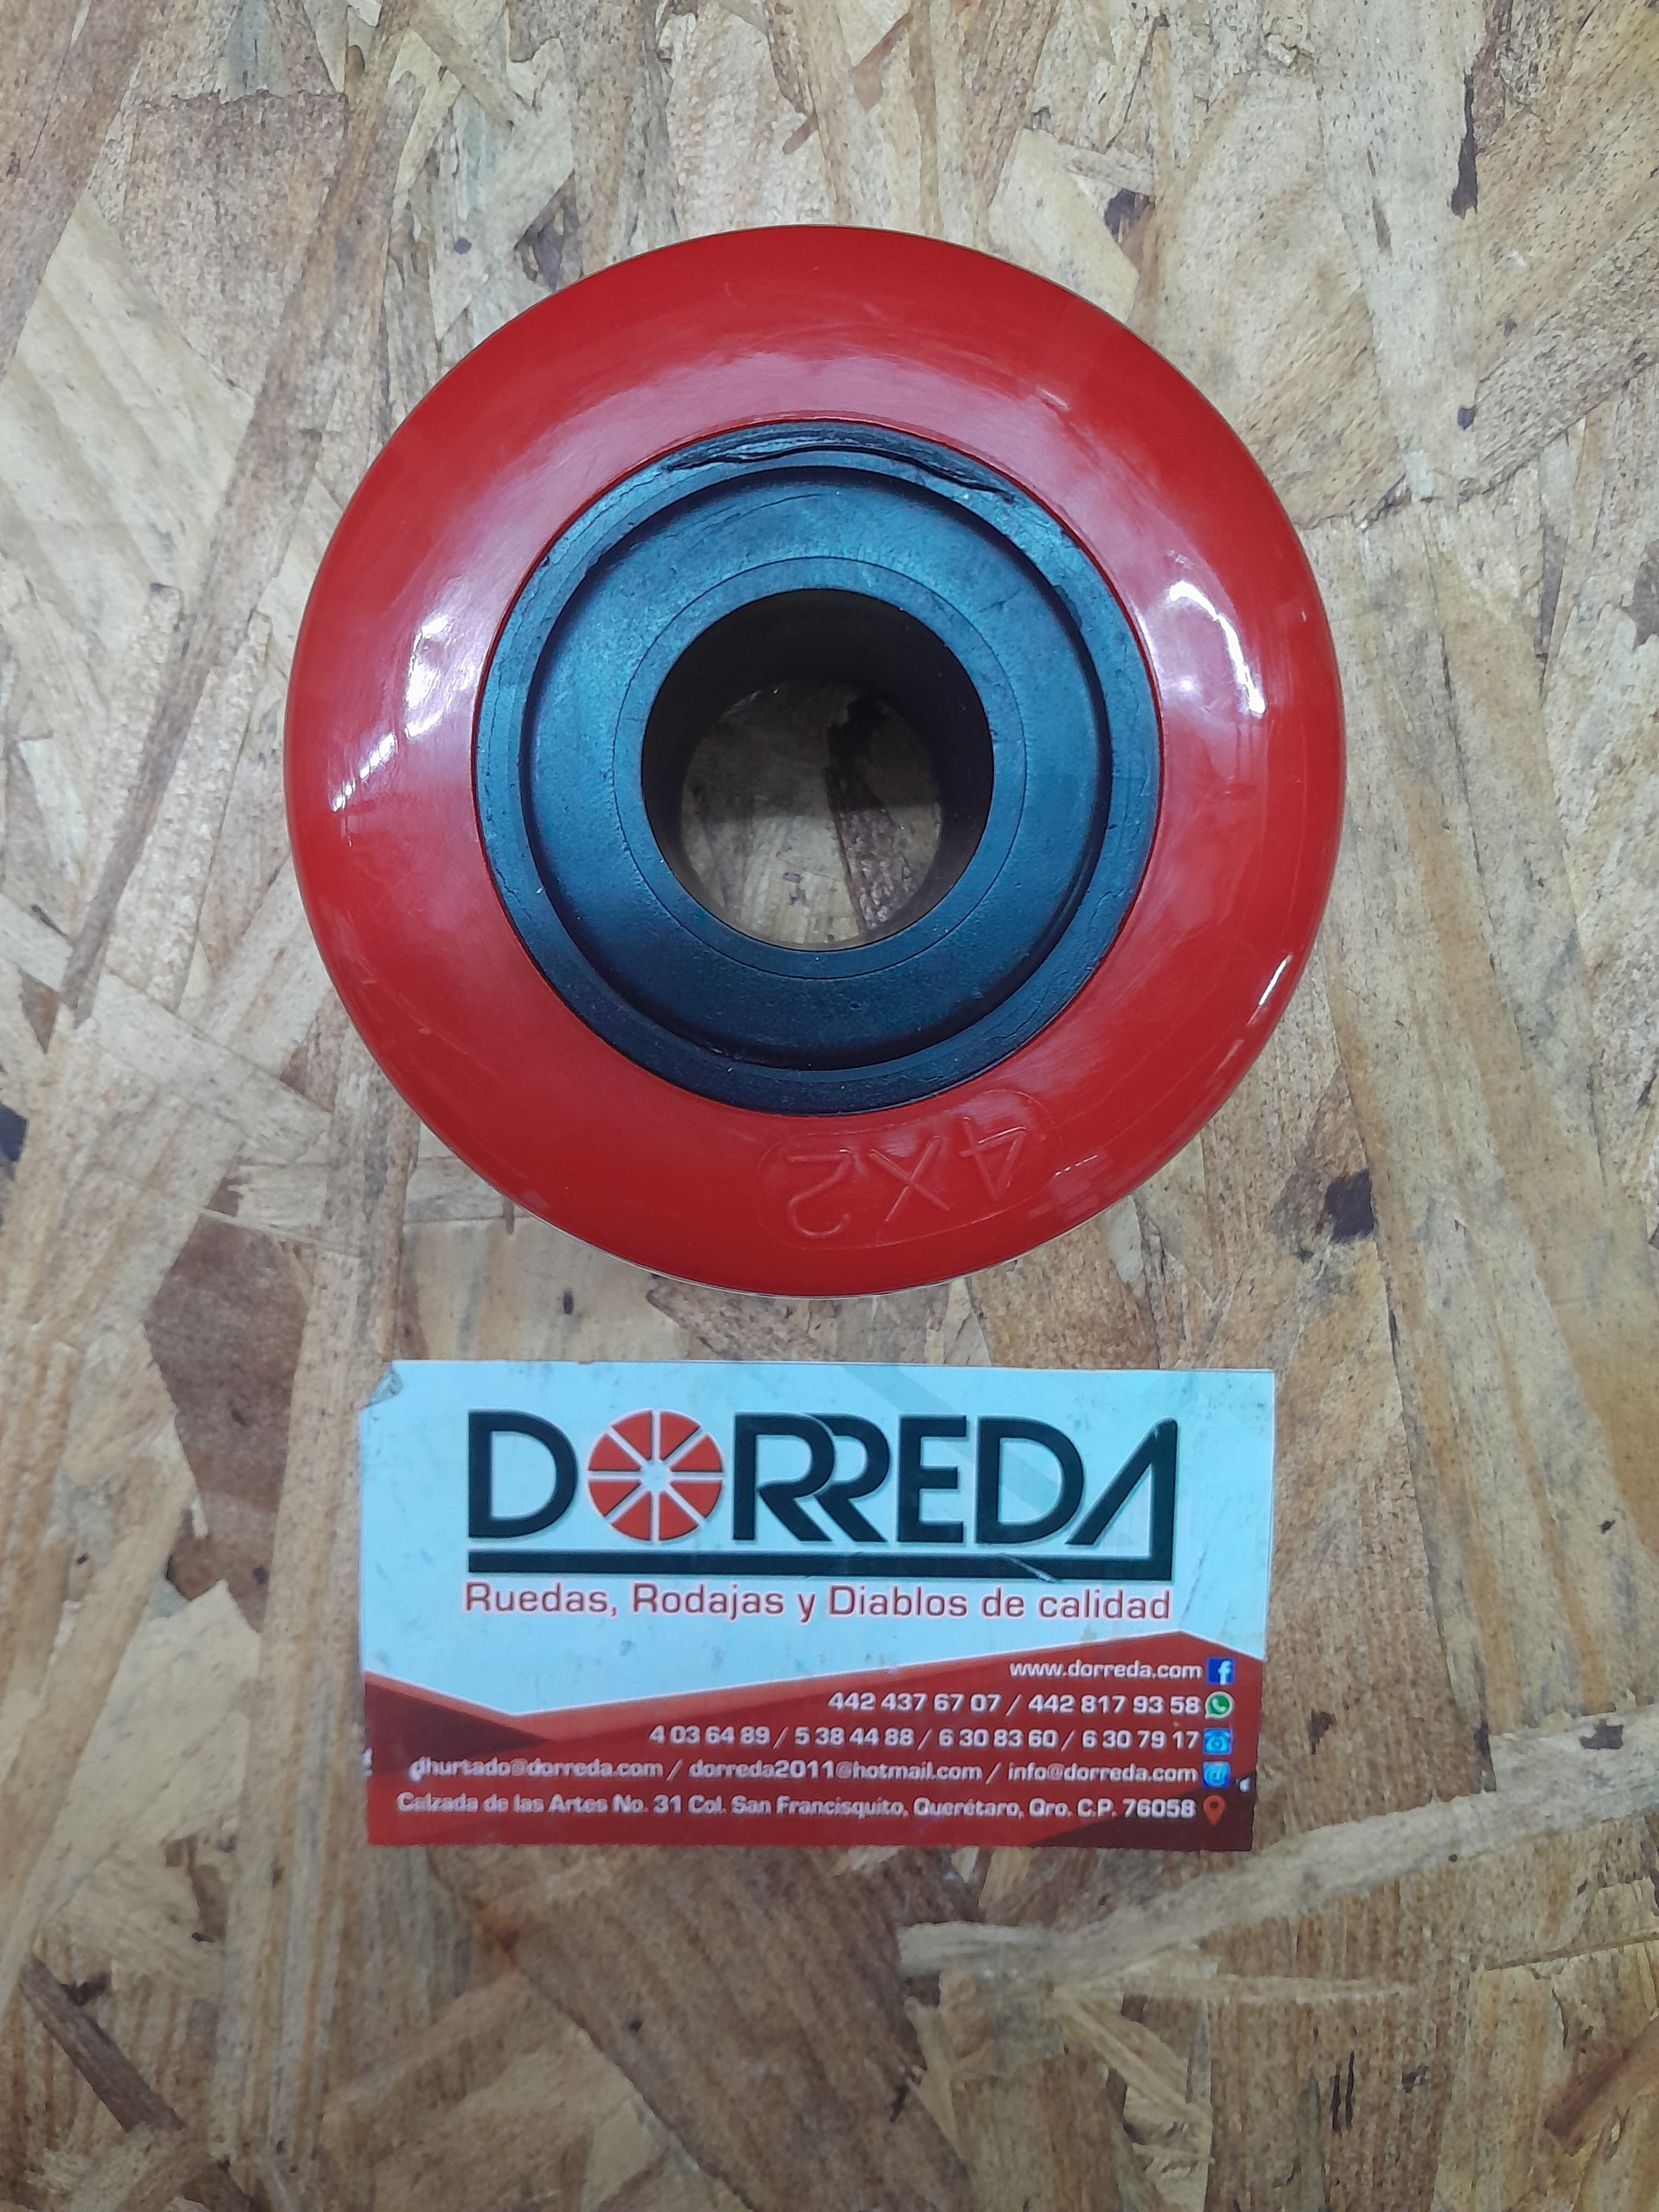 4X2
DORREDA
Ruedas, Rodajas y Diablos de calidad
www.dorreda.com
442 437 67 07 / 442 817 93 58
4 03 64 89 / 5 38 44 88 / 6 30 83 60 / 6 30 79 17
dhurtado@dorreda.com / dorreda2011@hotmail.com / info@dorreda.com
Calzada de las Artes No. 31 Col. San Francisquito, Querétaro, Qro. C.P. 76058